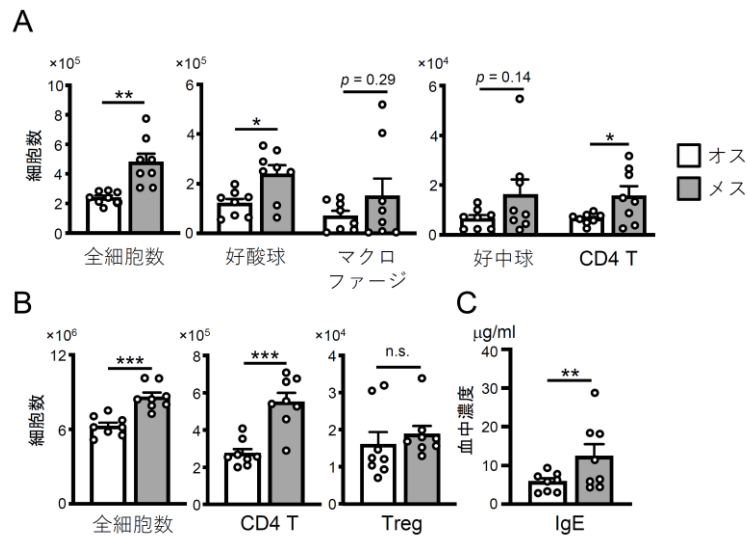 A
×10⁵
×10⁵
×10⁴
細胞数
10
8
6
4
2
0
**
全細胞数
6
4
2
0
*
好酸球
p = 0.29
マクロ
ファージ
6
4
2
0
p = 0.14
好中球
*
CD4 T
オス
メス
B
×10⁶
×10⁵
×10⁴
細胞数
12
6
0
***
全細胞数
8
6
4
2
0
***
CD4 T
4
3
2
1
0
n.s.
Treg
C
μg/ml
血中濃度
40
30
20
10
0
**
IgE